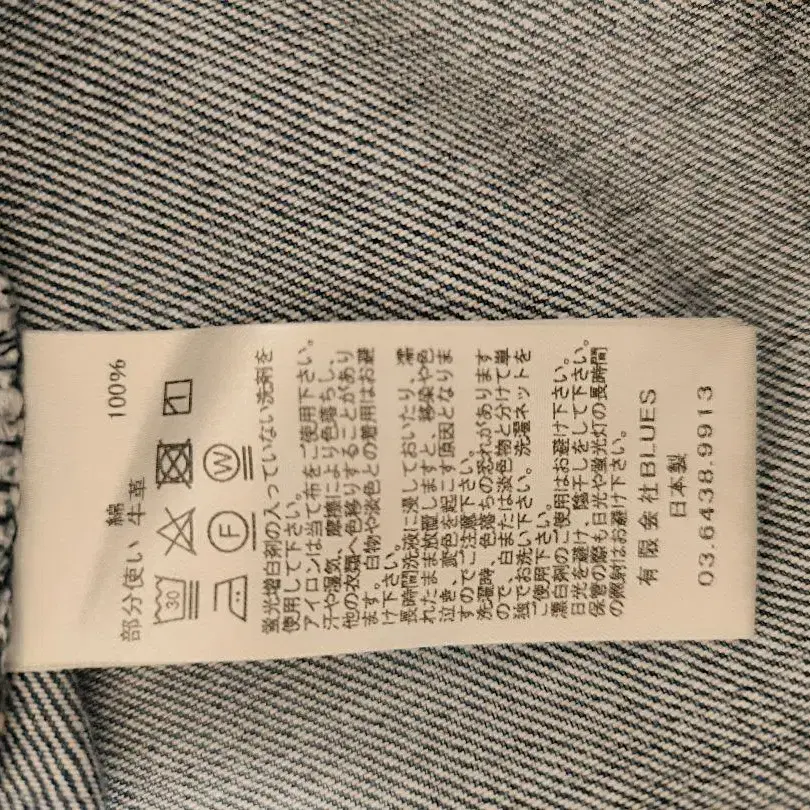 綿 100%
部分使い 牛革
30
F W
蛍光増白剤の入っていない洗剤を
使用して下さい。
アイロンは当て布をご使用下さい。
汗や湿気、摩擦により色落ちし、
他の衣類へ色移りすることがあり
ます。白物や淡色との着用はお避
け下さい。
長時間洗液に浸しておいたり、濡
れたまま放置しますと、移染や色
泣き、変色を起こす原因となりま
すのでご注意下さい。
洗濯時、色落ちの恐れがあります
ので、白または淡色物と分けて単
独でお洗い下さい。洗濯ネットを
ご使用下さい。
漂白剤のご使用はお避け下さい。
日光を避け、陰干しをして下さい。
保管の際も日光や蛍光灯の長時間
の照射はお避け下さい。
有限会社BLUES
日本製
03.6438.9913